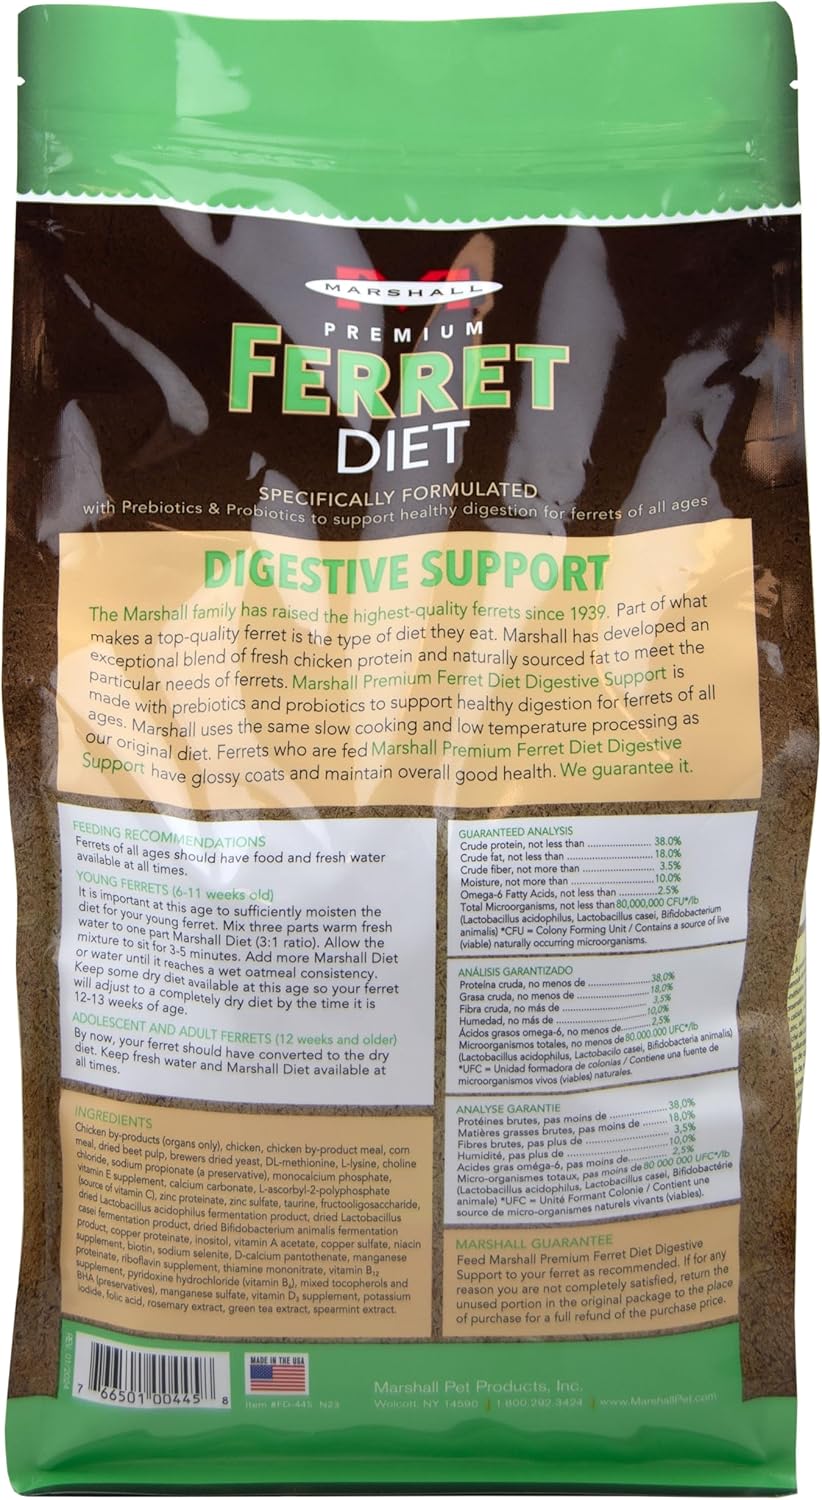 MARSHALL
PREMIUM
FERRET
DIET
SPECIFICALLY FORMULATED
with Prebiotics & Probiotics to support healthy digestion for ferrets of all ages
DIGESTIVE SUPPORT
The Marshall family has raised the highest-quality ferrets since 1939. Part of what
makes a top-quality ferret is the type of diet they eat. Marshall has developed an
exceptional blend of fresh chicken protein and naturally sourced fat to meet the
particular needs of ferrets. Marshall Premium Ferret Diet Digestive Support is
made with prebiotics and probiotics to support healthy digestion for ferrets of all
ages. Marshall uses the same slow cooking and low temperature processing as
our original diet. Ferrets who are fed Marshall Premium Ferret Diet Digestive
Support have glossy coats and maintain overall good health. We guarantee it.
FEEDING RECOMMENDATIONS
Ferrets of all ages should have food and fresh water
available at all times.
YOUNG FERRETS (6-11 weeks old)
It is important at this age to sufficiently moisten the
diet for your young ferret. Mix three parts warm fresh
water to one part Marshall Diet (3:1 ratio). Allow the
mixture to sit for 3-5 minutes. Add more Marshall Diet
or water until it reaches a wet oatmeal consistency.
Keep some dry diet available at this age so your ferret
will adjust to a completely dry diet by the time it is
12-13 weeks of age.
ADOLESCENT AND ADULT FERRETS (12 weeks and older)
By now, your ferret should have converted to the dry
diet. Keep fresh water and Marshall Diet available at
all times.
INGREDIENTS
Chicken by-products (organs only), chicken, chicken by-product meal, corn
meal, dried beet pulp, brewers dried yeast, DL-methionine, L-lysine, choline
chloride, sodium propionate (a preservative), monocalcium phosphate,
vitamin E supplement, calcium carbonate, L-ascorbyl-2-polyphosphate
(source of vitamin C), zinc proteinate, zinc sulfate, taurine, fructooligosaccharide,
dried Lactobacillus acidophilus fermentation product, dried Lactobacillus
casei fermentation product, dried Bifidobacterium animalis fermentation
product, copper proteinate, inositol, vitamin A acetate, copper sulfate, niacin
supplement, biotin, sodium selenite, D-calcium pantothenate, manganese
proteinate, riboflavin supplement, thiamine mononitrate, vitamin B12
supplement, pyridoxine hydrochloride (vitamin B6), mixed tocopherols and
BHA (preservatives), manganese sulfate, vitamin D3 supplement, potassium
iodide, folic acid, rosemary extract, green tea extract, spearmint extract.
GUARANTEED ANALYSIS
Crude protein, not less than .................... 38.0%
Crude fat, not less than .......................... 18.0%
Crude fiber, not more than ..................... 3.5%
Moisture, not more than ......................... 10.0%
Omega-6 Fatty Acids, not less than ........... 2.5%
Total Microorganisms, not less than 80,000,000 CFU*/lb
(Lactobacillus acidophilus, Lactobacillus casei, Bifidobacterium
animalis) *CFU = Colony Forming Unit / Contains a source of live
(viable) naturally occurring microorganisms.
ANÁLISIS GARANTIZADO
Proteína cruda, no menos de .................... 38,0%
Grasa cruda, no menos de ....................... 18,0%
Fibra cruda, no más de ............................ 3,5%
Humedad, no más de .............................. 10,0%
Ácidos grasos omega-6, no menos de........ 2,5%
Microorganismos totales, no menos de 80.000.000 UFC*/lb
(Lactobacillus acidophilus, Lactobacilo casei, Bifidobacteria animalis)
*UFC = Unidad formadora de colonias / Contiene una fuente de
microorganismos vivos (viables) naturales.
ANALYSE GARANTIE
Protéines brutes, pas moins de .................. 38,0%
Matières grasses brutes, pas moins de ....... 18,0%
Fibres brutes, pas plus de ......................... 3,5%
Humidité, pas plus de .............................. 10,0%
Acides gras oméga-6, pas moins de............ 2,5%
Micro-organismes totaux, pas moins de 80 000 000 UFC*/lb
(Lactobacillus acidophilus, Lactobacillus casei, Bifidobactérie
animale) *UFC = Unité Formant Colonie / Contient une
source de micro-organismes naturels vivants (viables).
MARSHALL GUARANTEE
Feed Marshall Premium Ferret Diet Digestive
Support to your ferret as recommended. If for any
reason you are not completely satisfied, return the
unused portion in the original package to the place
of purchase for a full refund of the purchase price.
REV. 01/2024
7 66501 00445 8
MADE IN THE USA
Item #FD-445 N23
Marshall Pet Products, Inc.
Wolcott, NY 14590 | 1.800.292.3424 | www.MarshallPet.com